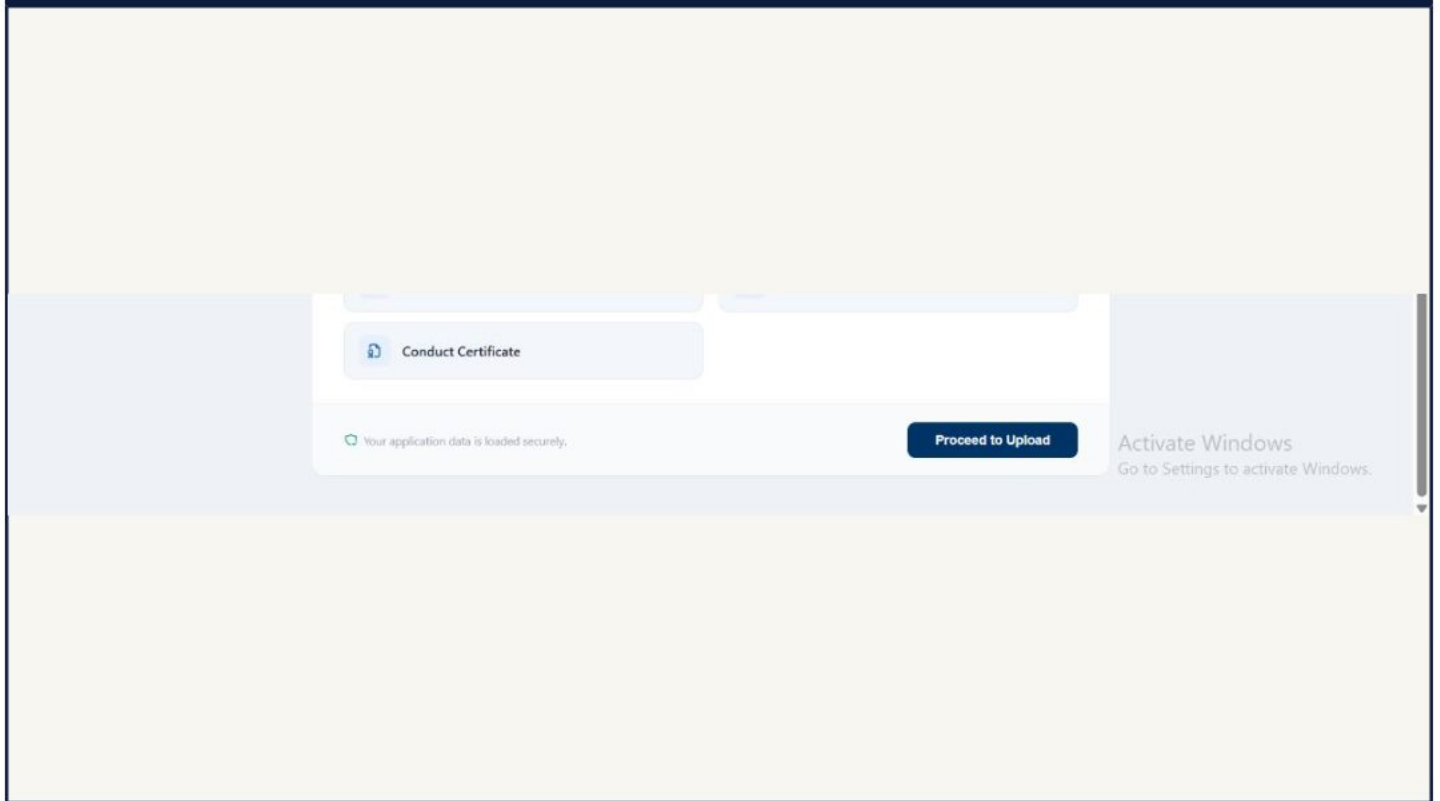 Conduct Certificate
Your application data is loaded securely.
Proceed to Upload
Activate Windows
Go to Settings to activate Windows.